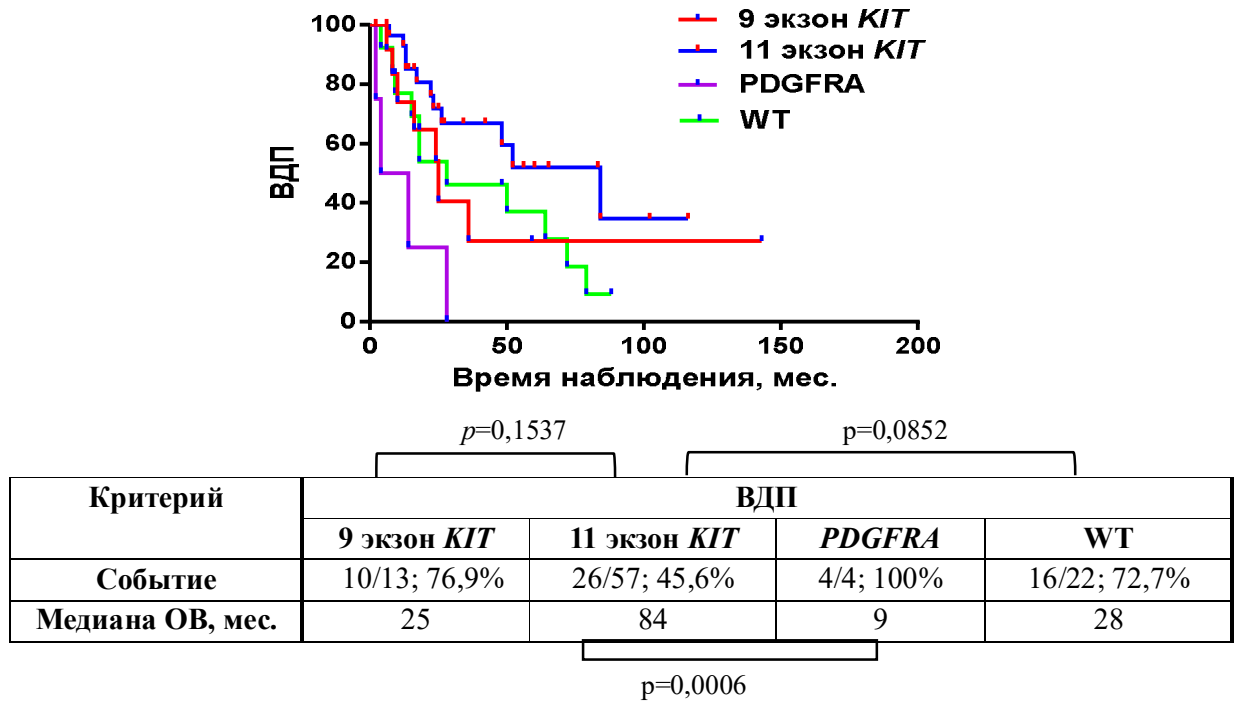 9 экзон KIT
11 экзон KIT
PDGFRA
WT
100
80
60
40
20
0
ВДП
0 50 100 150 200
Время наблюдения, мес.
p=0,1537 p=0,0852
Критерий ВДП
9 экзон KIT 11 экзон KIT PDGFRA WT
Событие 10/13; 76,9% 26/57; 45,6% 4/4; 100% 16/22; 72,7%
Медиана ОВ, мес. 25 84 9 28
p=0,0006